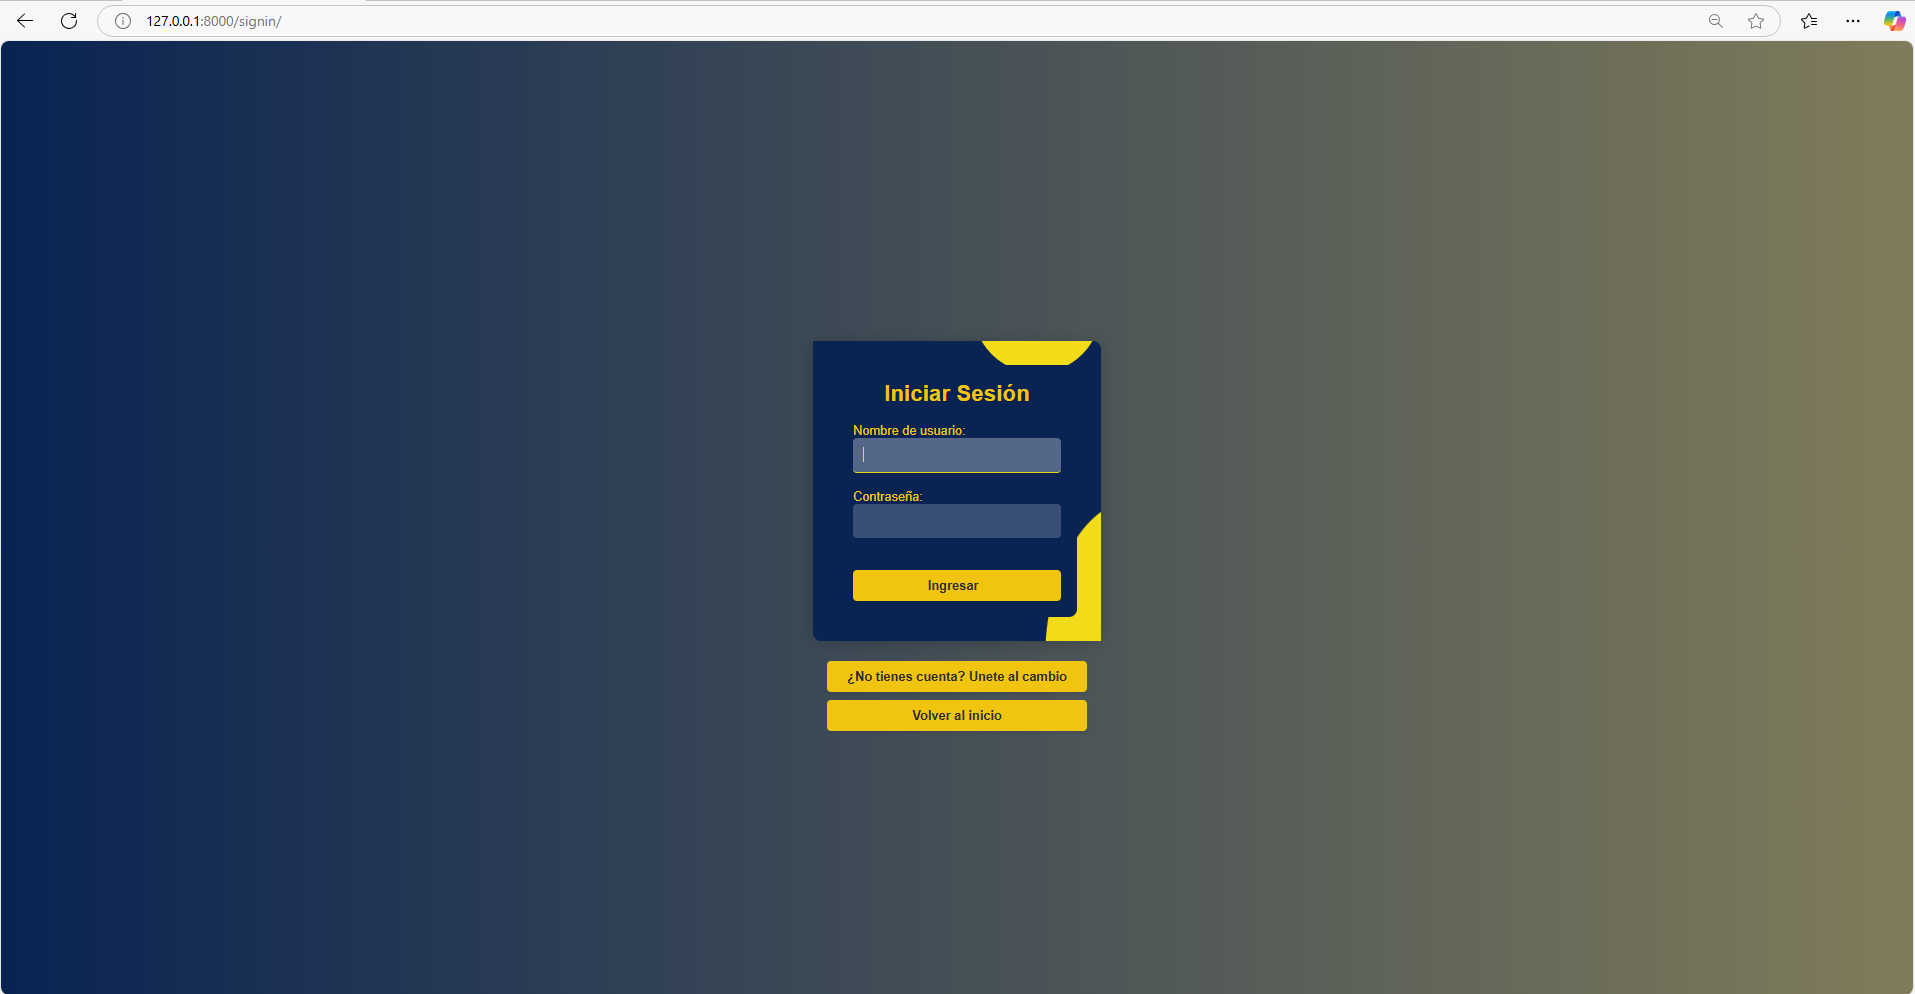 127.0.0.1:8000/signin/
Iniciar Sesión
Nombre de usuario:
Contraseña:
Ingresar
¿No tienes cuenta? Unete al cambio
Volver al inicio